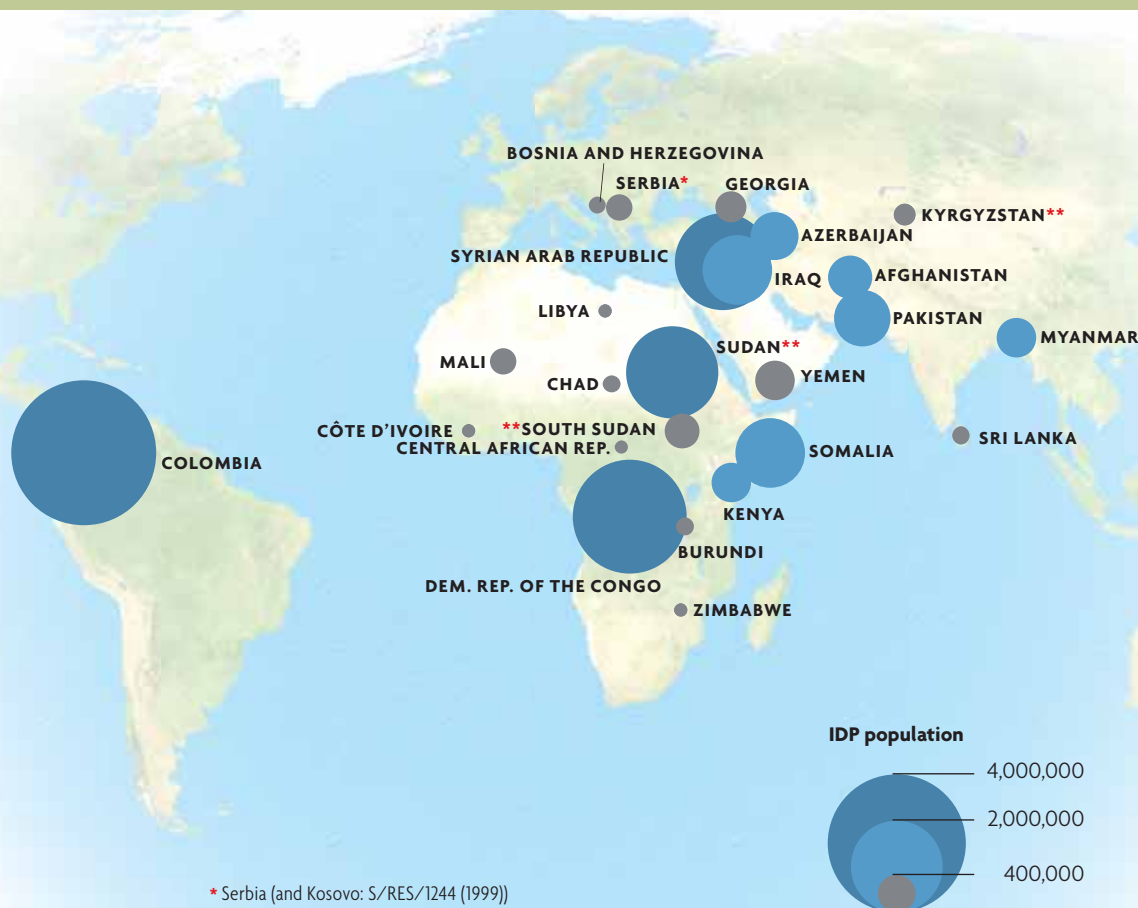 BOSNIA AND HERZEGOVINA
SERBIA*
GEORGIA
KYRGYZSTAN**
AZERBAIJAN
SYRIAN ARAB REPUBLIC
IRAQ
AFGHANISTAN
LIBYA
PAKISTAN
MYANMAR
SUDAN**
MALI
YEMEN
CHAD
CÔTE D'IVOIRE
**SOUTH SUDAN
SRI LANKA
CENTRAL AFRICAN REP.
SOMALIA
COLOMBIA
KENYA
BURUNDI
DEM. REP. OF THE CONGO
ZIMBABWE
IDP population
4,000,000
2,000,000
400,000
* Serbia (and Kosovo: S/RES/1244 (1999))